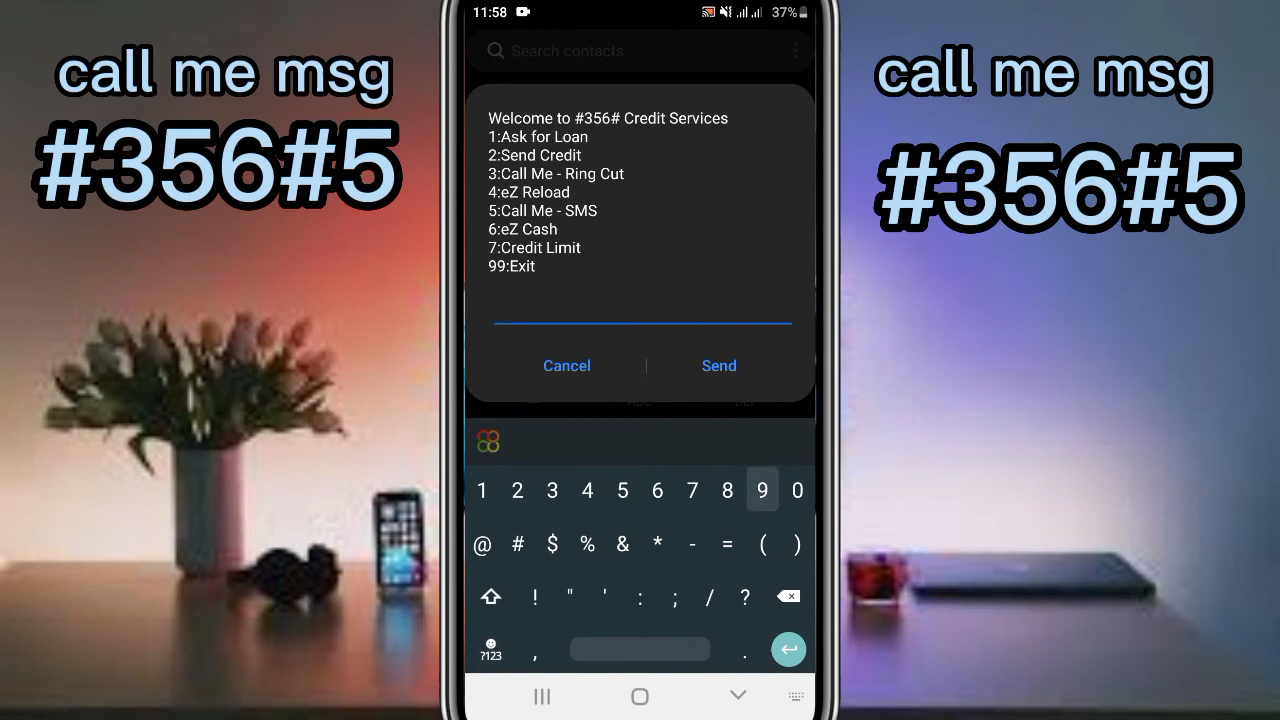 call me msg
#356#5
11:58
37%
Search contacts
Welcome to #356# Credit Services
1:Ask for Loan
2:Send Credit
3:Call Me - Ring Cut
4:eZ Reload
5:Call Me - SMS
6:eZ Cash
7:Credit Limit
99:Exit
Cancel
Send
1 2 3 4 5 6 7 8 9 0
@ # $ % & * - = ( )
! " ' : ; / ?
?123 , .
call me msg
#356#5